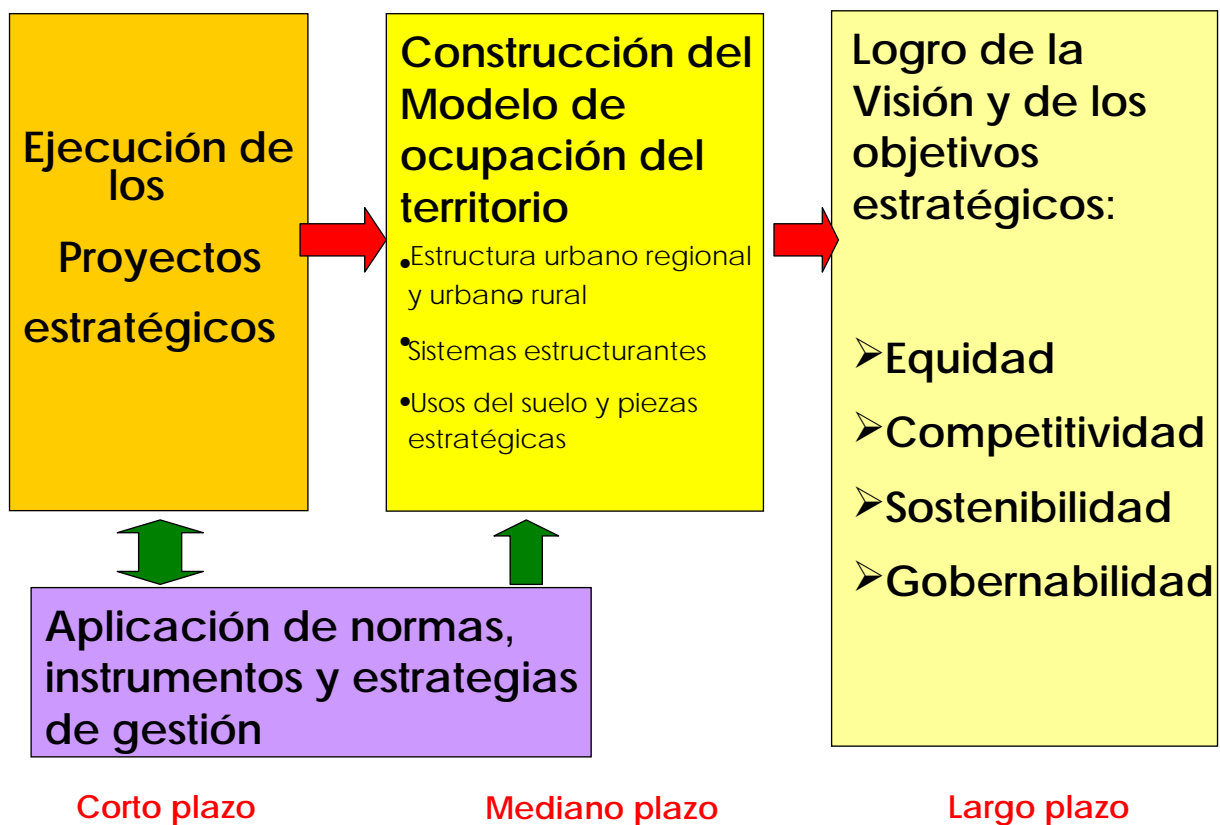 Ejecución de
los
Proyectos
estratégicos
Construcción del
Modelo de
ocupación del
territorio
•Estructura urbano regional
y urbano rural
•Sistemas estructurantes
•Usos del suelo y piezas
estratégicas
Logro de la
Visión y de los
objetivos
estratégicos:
➢Equidad
➢Competitividad
➢Sostenibilidad
➢Gobernabilidad
Aplicación de normas,
instrumentos y estrategias
de gestión
Corto plazo
Mediano plazo
Largo plazo